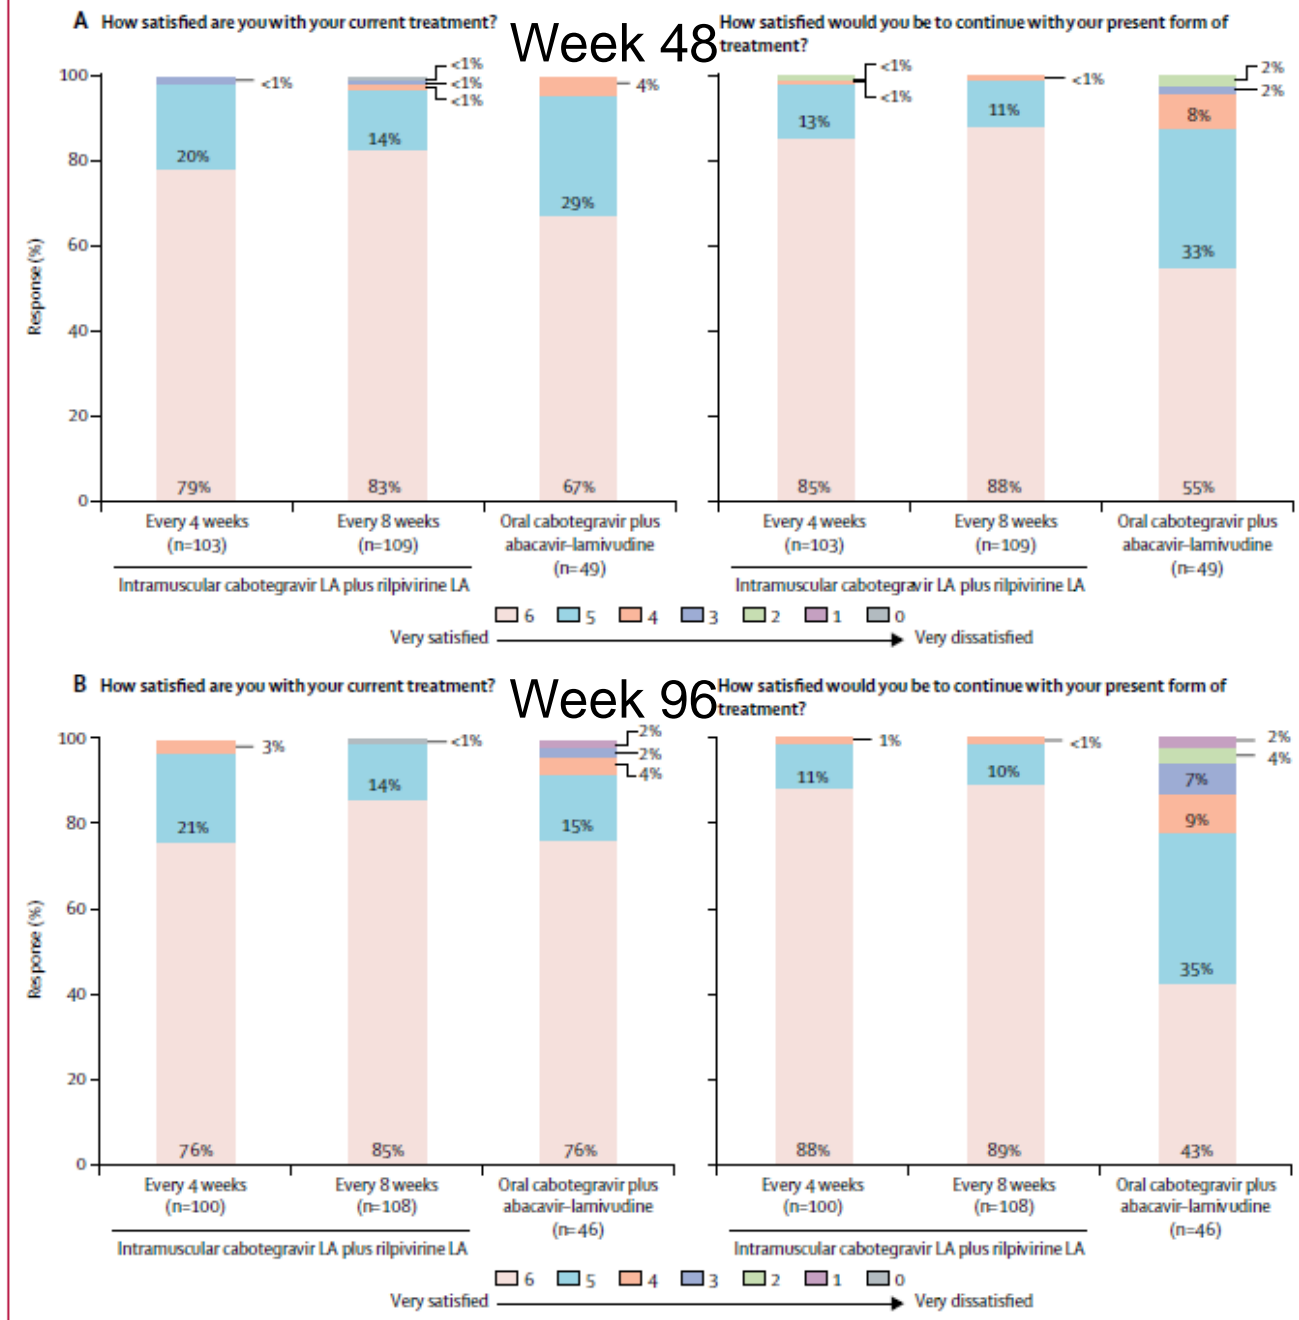 A How satisfied are you with your current treatment?
Week 48
How satisfied would you be to continue with your present form of
treatment?
Response (%)
100
80
60
40
20
0
<1%
20%
79%
<1%
<1%
<1%
14%
83%
4%
29%
67%
<1%
<1%
13%
85%
<1%
11%
88%
2%
2%
8%
33%
55%
Every 4 weeks
(n=103)
Every 8 weeks
(n=109)
Oral cabotegravir plus
abacavir–lamivudine
(n=49)
Intramuscular cabotegravir LA plus rilpivirine LA
Every 4 weeks
(n=103)
Every 8 weeks
(n=109)
Oral cabotegravir plus
abacavir–lamivudine
(n=49)
Intramuscular cabotegravir LA plus rilpivirine LA
6 5 4 3 2 1 0
Very satisfied Very dissatisfied
B How satisfied are you with your current treatment?
Week 96
How satisfied would you be to continue with your present form of
treatment?
Response (%)
100
80
60
40
20
0
3%
21%
76%
<1%
14%
85%
2%
2%
4%
15%
76%
1%
11%
88%
<1%
10%
89%
2%
4%
7%
9%
35%
43%
Every 4 weeks
(n=100)
Every 8 weeks
(n=108)
Oral cabotegravir plus
abacavir–lamivudine
(n=46)
Intramuscular cabotegravir LA plus rilpivirine LA
Every 4 weeks
(n=100)
Every 8 weeks
(n=108)
Oral cabotegravir plus
abacavir–lamivudine
(n=46)
Intramuscular cabotegravir LA plus rilpivirine LA
6 5 4 3 2 1 0
Very satisfied Very dissatisfied